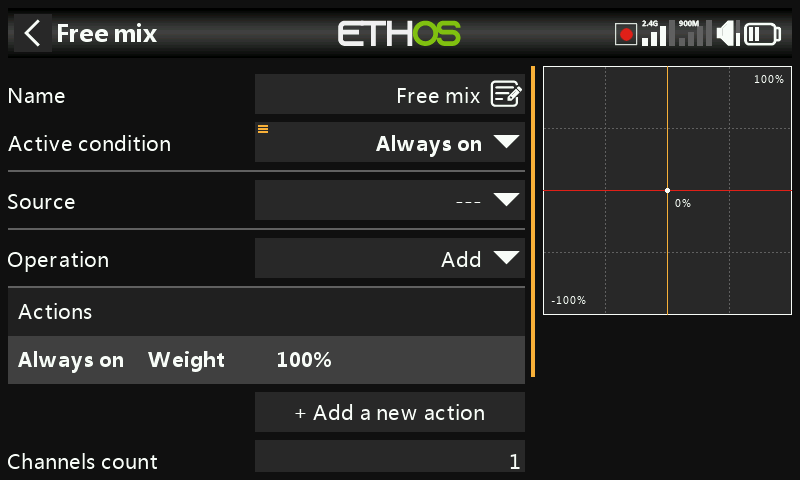 Free mix
ETHOS
2.4G
900M
Name Free mix
Active condition Always on
Source ---
Operation Add
Actions
Always on Weight 100%
+ Add a new action
Channels count 1
100%
0%
-100%